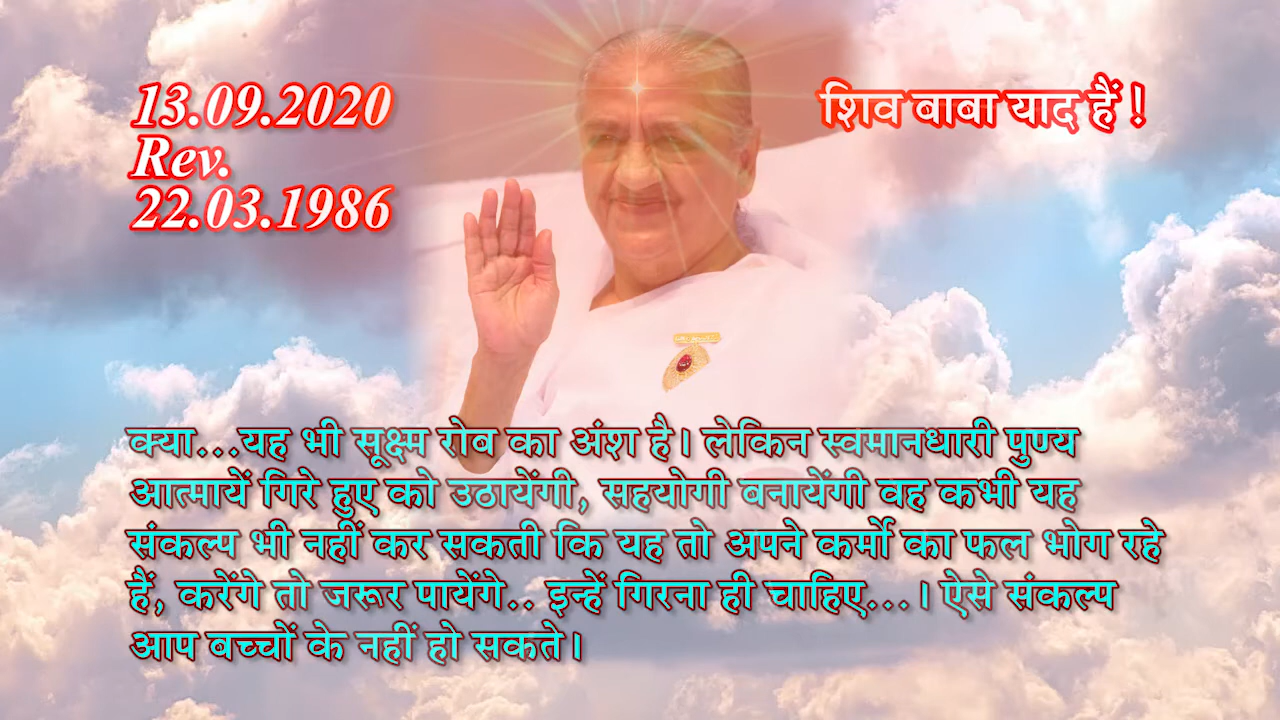 13.09.2020
Rev.
22.03.1986
शिव बाबा याद हैं !
क्या...यह भी सूक्ष्म रोब का अंश है। लेकिन स्वमानधारी पुण्य
आत्मायें गिरे हुए को उठायेंगी, सहयोगी बनायेंगी वह कभी यह
संकल्प भी नहीं कर सकती कि यह तो अपने कर्मो का फल भोग रहे
हैं, करेंगे तो जरूर पायेंगे.. इन्हें गिरना ही चाहिए...। ऐसे संकल्प
आप बच्चों के नहीं हो सकते।